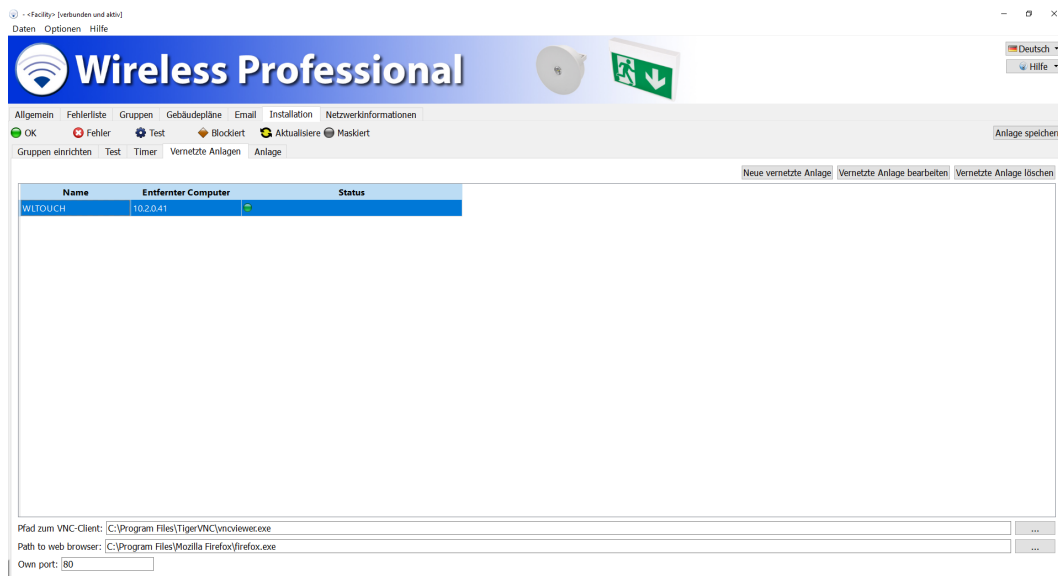 - <Facility> [verbunden und aktiv]
Daten Optionen Hilfe
Wireless Professional
Deutsch
Hilfe
Allgemein Fehlerliste Gruppen Gebäudepläne Email Installation Netzwerkinformationen
OK Fehler Test Blockiert Aktualisiere Maskiert Anlage speichern
Gruppen einrichten Test Timer Vernetzte Anlagen Anlage
Neue vernetzte Anlage Vernetzte Anlage bearbeiten Vernetzte Anlage löschen
Name Entfernter Computer Status
WLTOUCH 10.2.0.41
Pfad zum VNC-Client: C:\Program Files\TigerVNC\vncviewer.exe ...
Path to web browser: C:\Program Files\Mozilla Firefox\firefox.exe ...
Own port: 80